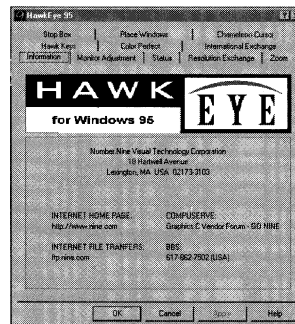 HawkEye 95
Stop Box Place Windows Chameleon Cursor
Hawk Keys Color Perfect International Exchange
Information Monitor Adjustment Status Resolution Exchange Zoom
HAWK EYE
for Windows 95
Number Nine Visual Technology Corporation
18 Hartwell Avenue
Lexington, MA USA 02173-3103
INTERNET HOME PAGE: COMPUSERVE:
http://www.nine.com Graphics C Vendor Forum - GO NINE
INTERNET FILE TRANFERS: BBS:
ftp.nine.com 617-862-7502 (USA)
OK Cancel Apply Help